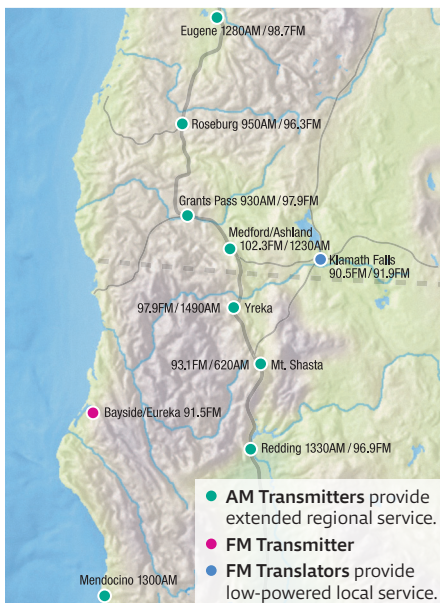 Eugene 1280AM/98.7FM
Roseburg 950AM/96.3FM
Grants Pass 930AM/97.9FM
Medford/Ashland
102.3FM/1230AM
Klamath Falls
90.5FM/91.9FM
97.9FM/1490AM Yreka
93.1FM/620AM Mt. Shasta
Bayside/Eureka 91.5FM
Redding 1330AM/96.9FM
AM Transmitters provide
extended regional service.
FM Transmitter
FM Translators provide
low-powered local service.
Mendocino 1300AM